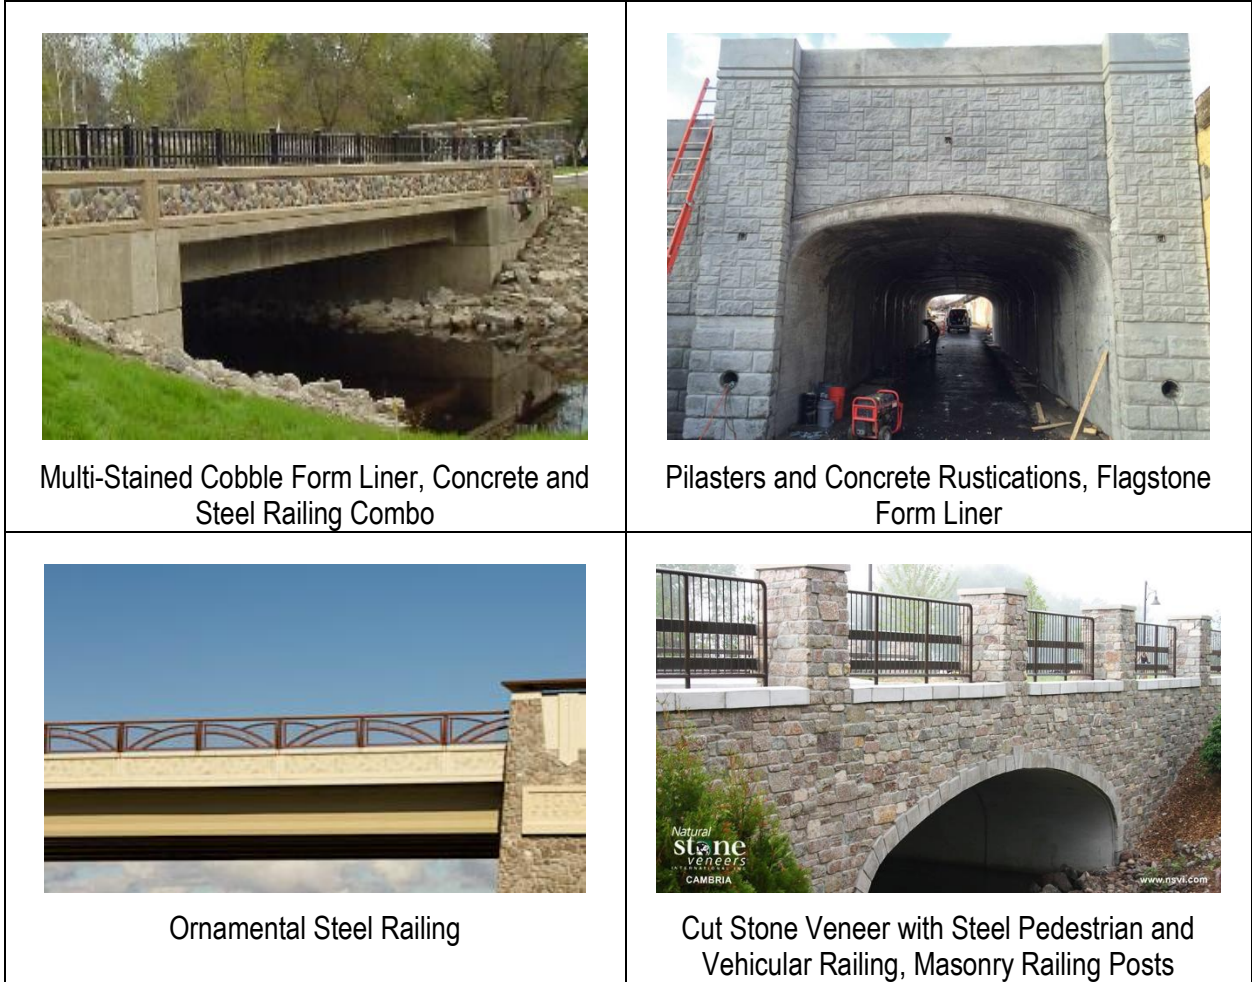 Multi-Stained Cobble Form Liner, Concrete and
Steel Railing Combo
Pilasters and Concrete Rustications, Flagstone
Form Liner
Ornamental Steel Railing
Natural
stone
veneers
INTERNATIONAL INC
CAMBRIA
www.nsvi.com
Cut Stone Veneer with Steel Pedestrian and
Vehicular Railing, Masonry Railing Posts